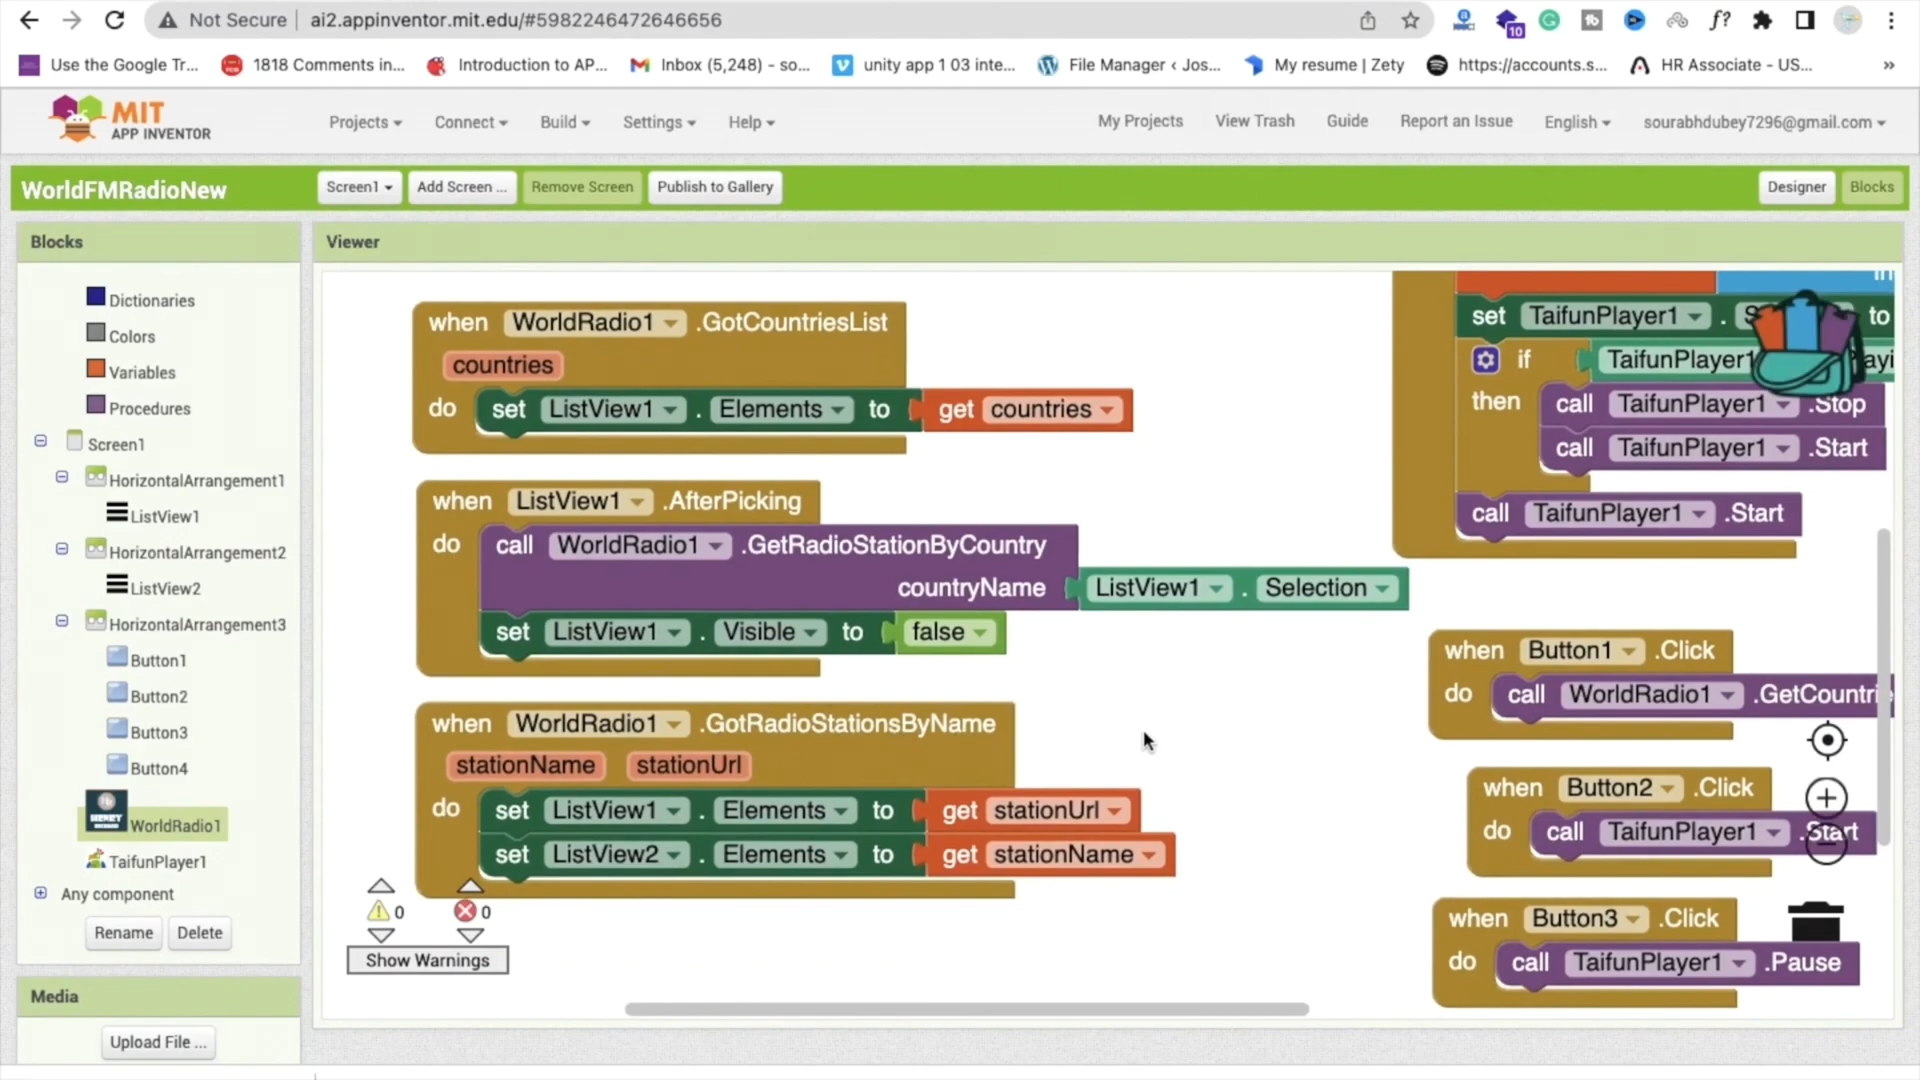 Not Secure ai2.appinventor.mit.edu/#5982246472646656
10
Use the Google Tr... 1818 Comments in... Introduction to AP... Inbox (5,248) – so... unity app 1 03 inte... File Manager ‹ Jos... My resume | Zety https://accounts.s... HR Associate - US... »
MIT
APP INVENTOR
Projects Connect Build Settings Help My Projects View Trash Guide Report an Issue English sourabhdubey7296@gmail.com
WorldFMRadioNew Screen1 Add Screen ... Remove Screen Publish to Gallery Designer Blocks
Blocks
Viewer
Dictionaries
Colors
Variables
Procedures
Screen1
HorizontalArrangement1
ListView1
HorizontalArrangement2
ListView2
HorizontalArrangement3
Button1
Button2
Button3
Button4
WorldRadio1
TaifunPlayer1
Any component
Rename Delete
Media
Upload File ...
when WorldRadio1 .GotCountriesList
countries
do set ListView1 . Elements to get countries
when ListView1 .AfterPicking
do call WorldRadio1 .GetRadioStationByCountry
countryName ListView1 . Selection
set ListView1 . Visible to false
when WorldRadio1 .GotRadioStationsByName
stationName stationUrl
do set ListView1 . Elements to get stationUrl
set ListView2 . Elements to get stationName
0 0
Show Warnings
set TaifunPlayer1 . to
if TaifunPlayer1
then call TaifunPlayer1 .Stop
call TaifunPlayer1 .Start
call TaifunPlayer1 .Start
when Button1 .Click
do call WorldRadio1 .GetCountrie
when Button2 .Click
do call TaifunPlayer1 .Start
when Button3 .Click
do call TaifunPlayer1 .Pause